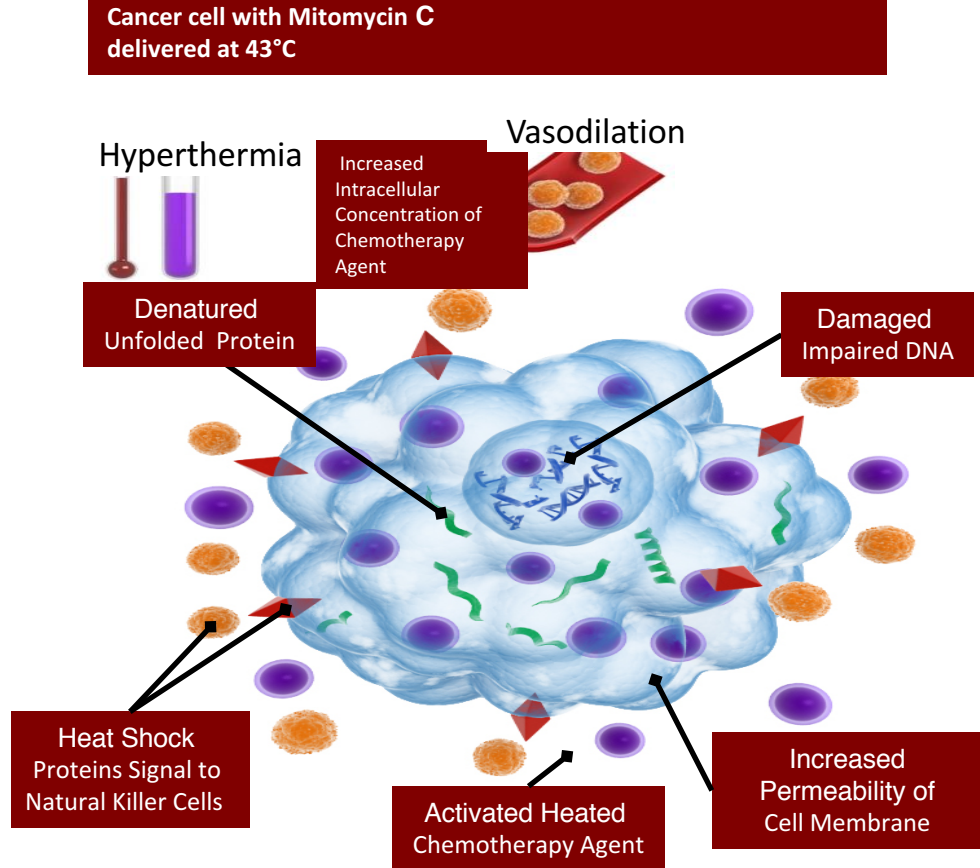 Cancer cell with Mitomycin C
delivered at 43°C
Hyperthermia
Increased
Intracellular
Concentration of
Chemotherapy
Agent
Vasodilation
Denatured
Unfolded Protein
Damaged
Impaired DNA
Heat Shock
Proteins Signal to
Natural Killer Cells
Activated Heated
Chemotherapy Agent
Increased
Permeability of
Cell Membrane